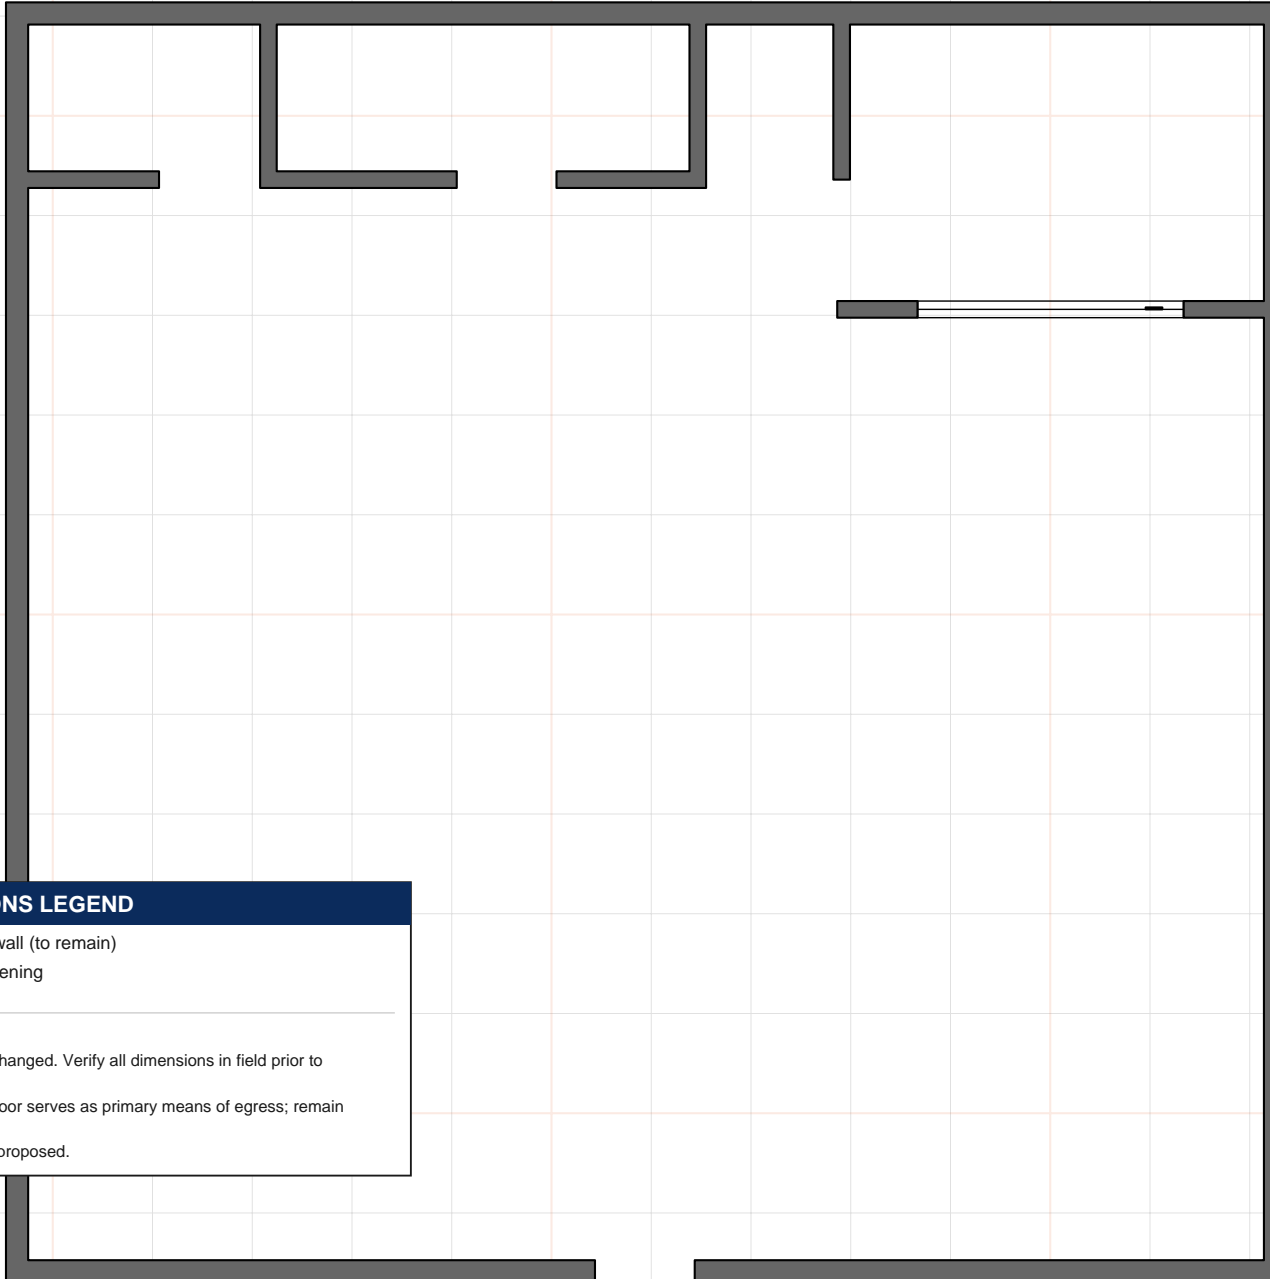 ONS LEGEND
wall (to remain)
ening
hanged. Verify all dimensions in field prior to
oor serves as primary means of egress; remain
proposed.